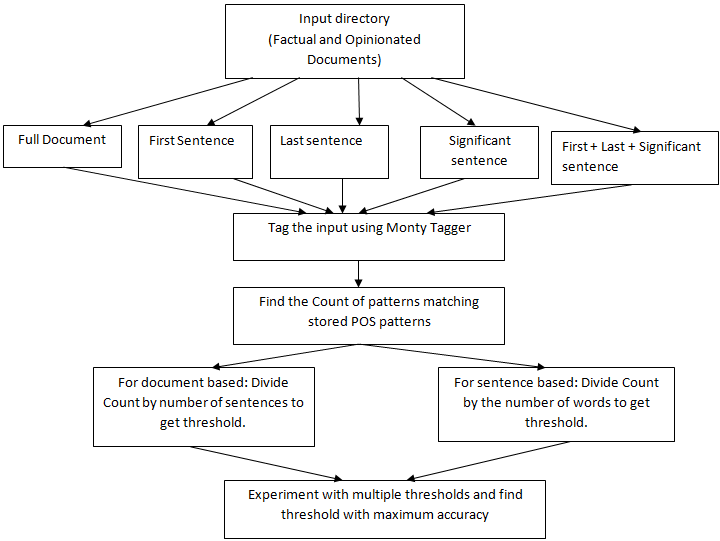 Input directory
(Factual and Opinionated
Documents)
Full Document
First Sentence
Last sentence
Significant
sentence
First + Last + Significant
sentence
Tag the input using Monty Tagger
Find the Count of patterns matching
stored POS patterns
For document based: Divide
Count by number of sentences to
get threshold.
For sentence based: Divide Count
by the number of words to get
threshold.
Experiment with multiple thresholds and find
threshold with maximum accuracy